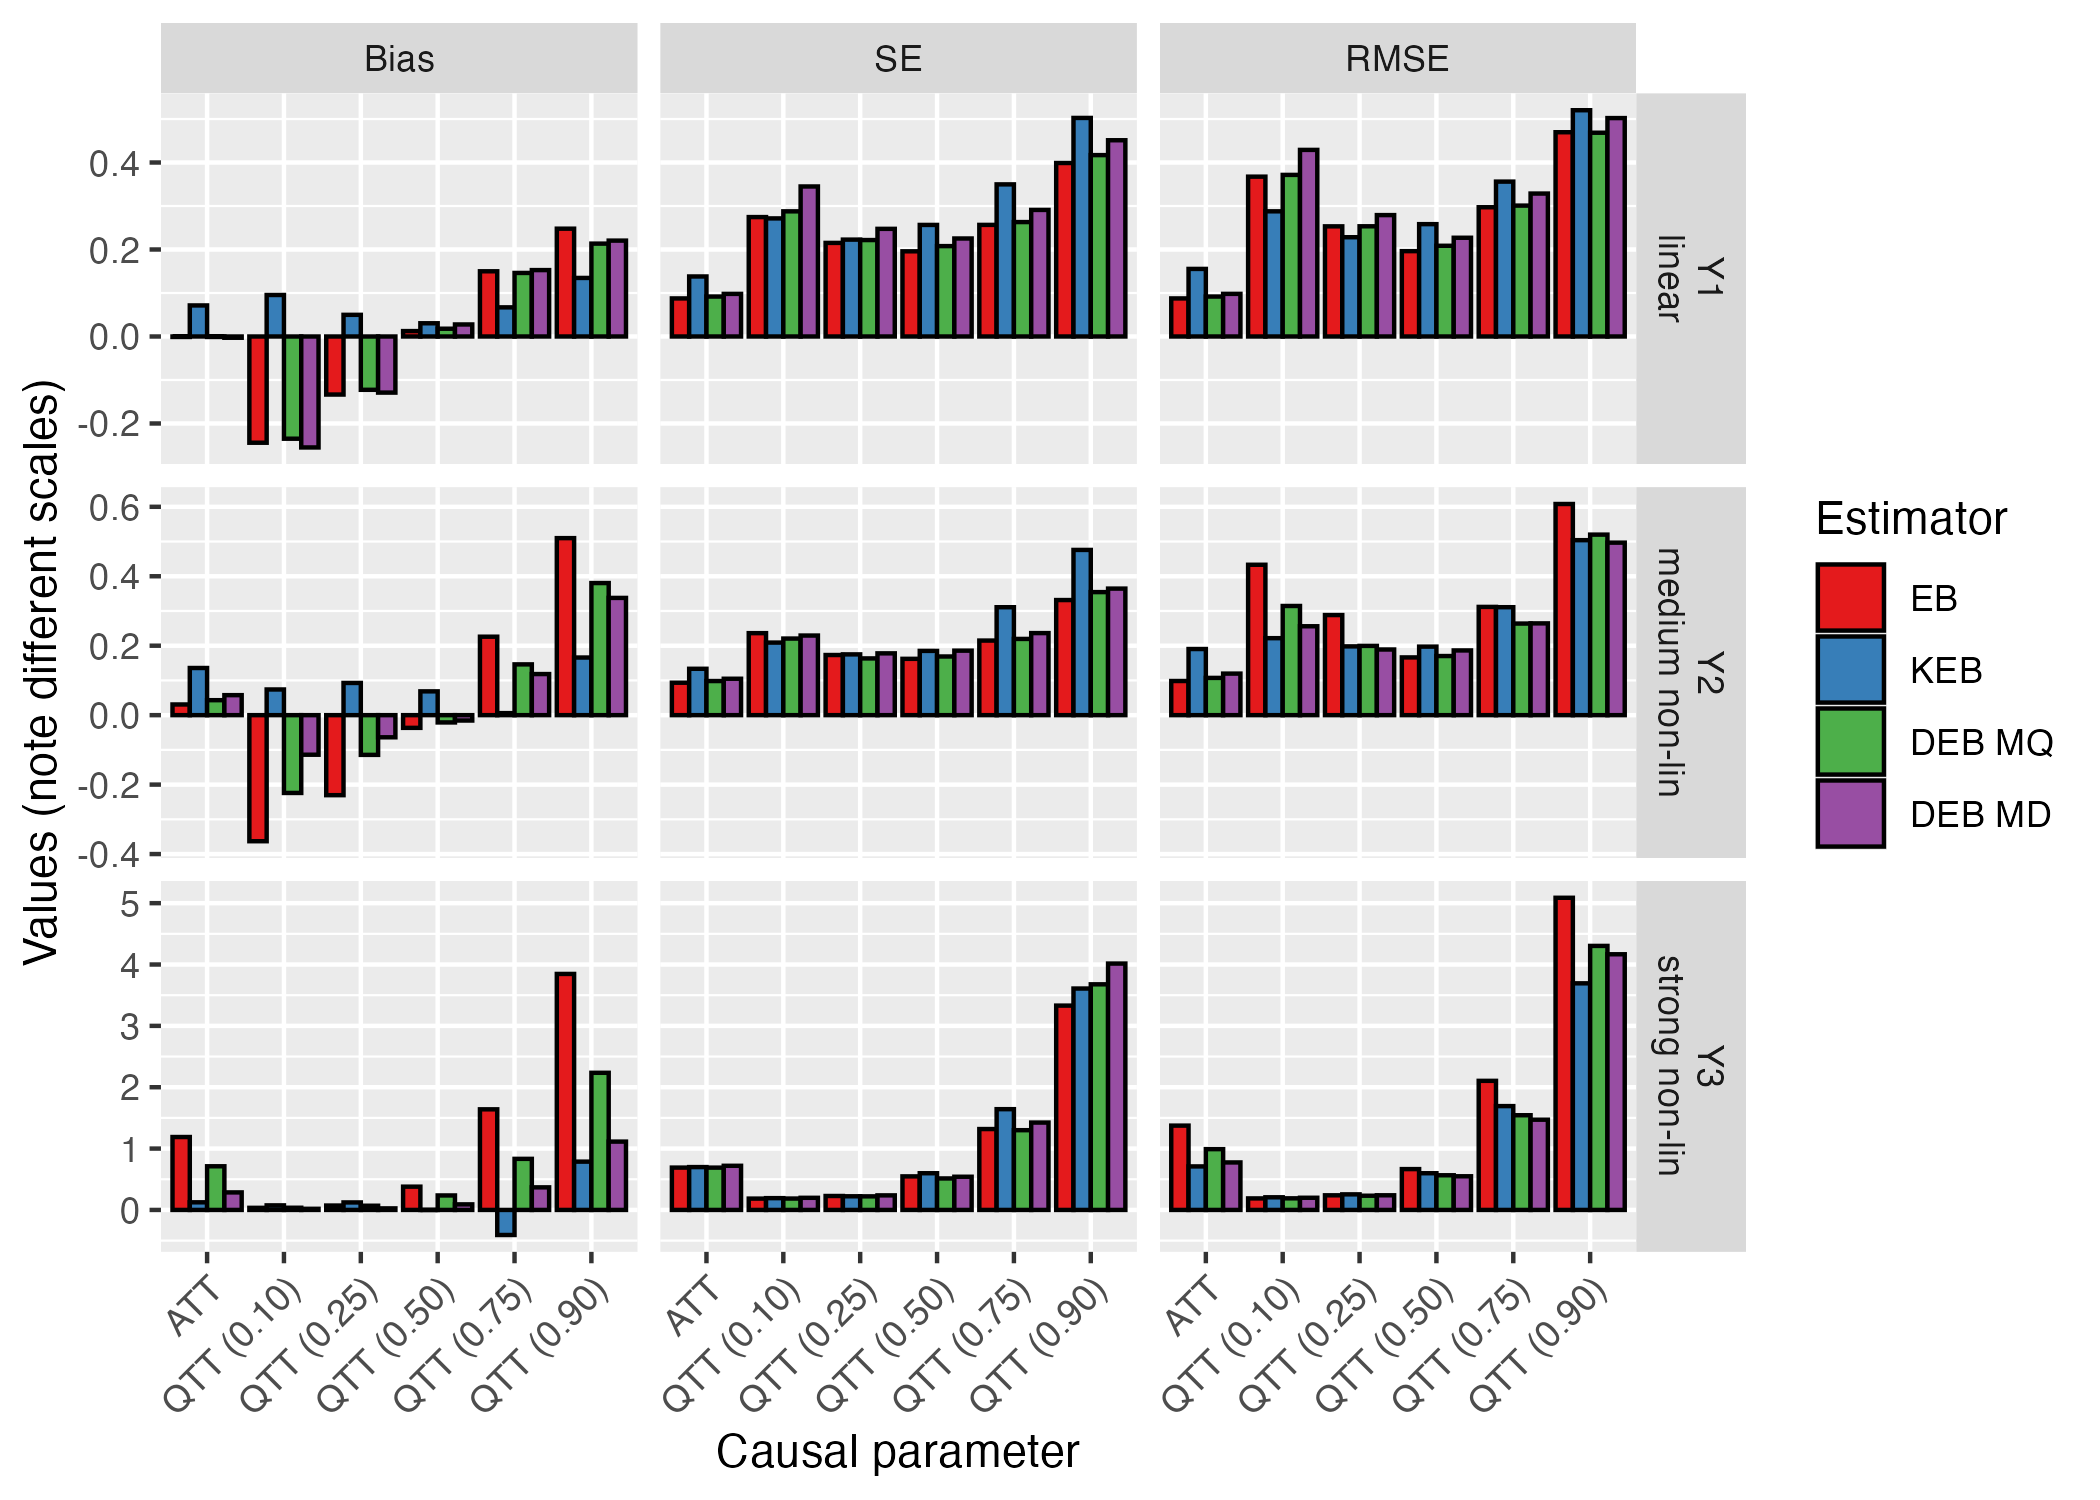 Bias
SE
RMSE
Values (note different scales)
0.4
0.2
0.0
-0.2
Y1
linear
0.6
0.4
0.2
0.0
-0.2
-0.4
Y2
medium non-lin
5
4
3
2
1
0
Y3
strong non-lin
ATT
QTT (0.10)
QTT (0.25)
QTT (0.50)
QTT (0.75)
QTT (0.90)
ATT
QTT (0.10)
QTT (0.25)
QTT (0.50)
QTT (0.75)
QTT (0.90)
ATT
QTT (0.10)
QTT (0.25)
QTT (0.50)
QTT (0.75)
QTT (0.90)
Causal parameter
Estimator
EB
KEB
DEB MQ
DEB MD